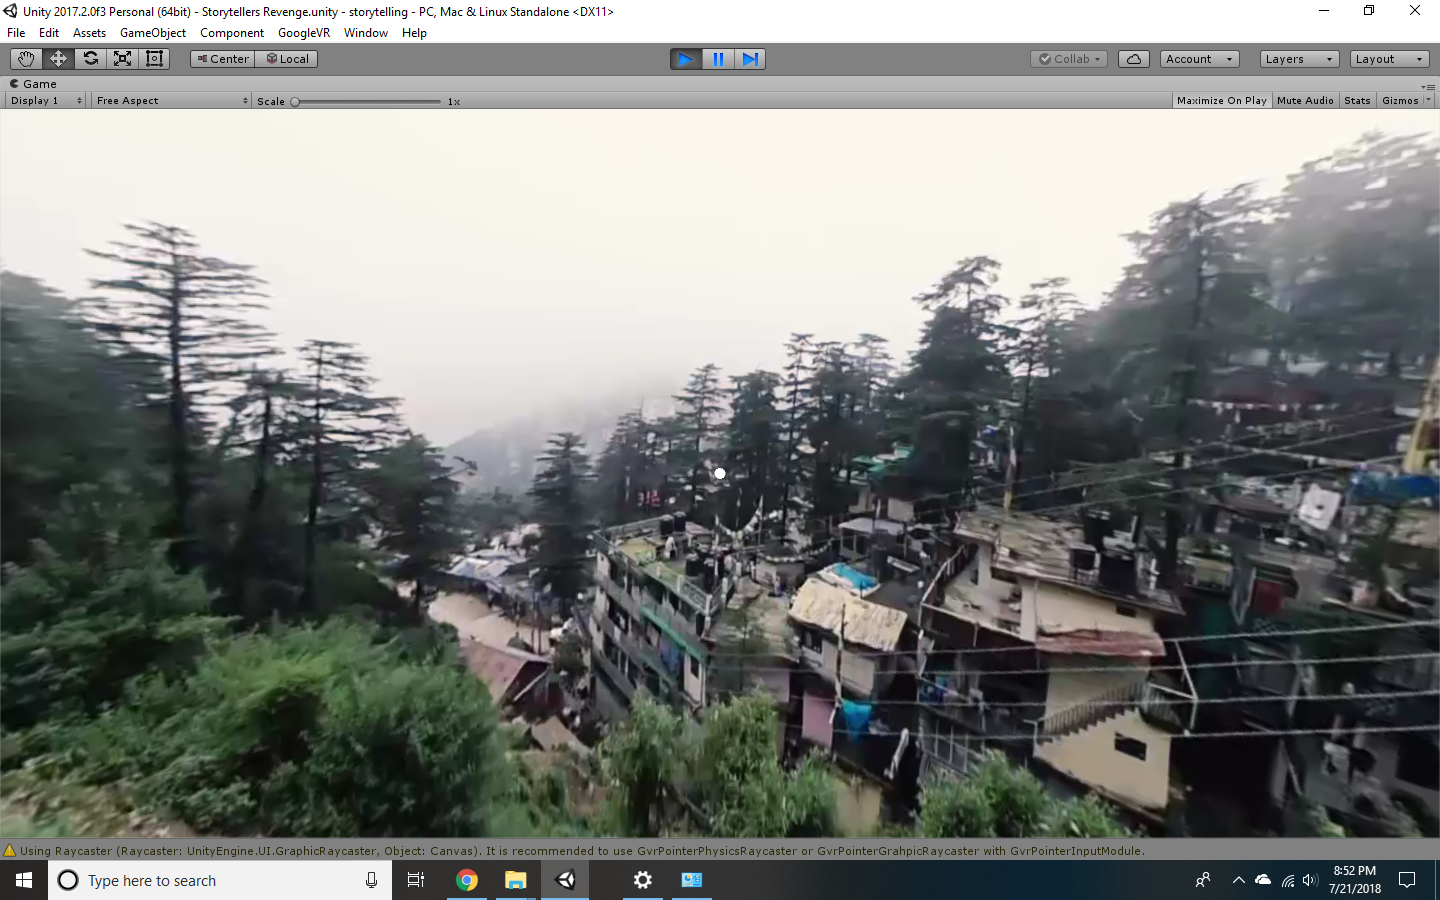 Unity 2017.2.0f3 Personal (64bit) - Storytellers Revenge.unity - storytelling - PC, Mac & Linux Standalone <DX11>
File Edit Assets GameObject Component GoogleVR Window Help
Center Local Collab Account Layers Layout
Game
Display 1 Free Aspect Scale 1x Maximize On Play Mute Audio Stats Gizmos
Using Raycaster (Raycaster: UnityEngine.UI.GraphicRaycaster, Object: Canvas). It is recommended to use GvrPointerPhysicsRaycaster or GvrPointerGrahpicRaycaster with GvrPointerInputModule.
Type here to search
8:52 PM
7/21/2018